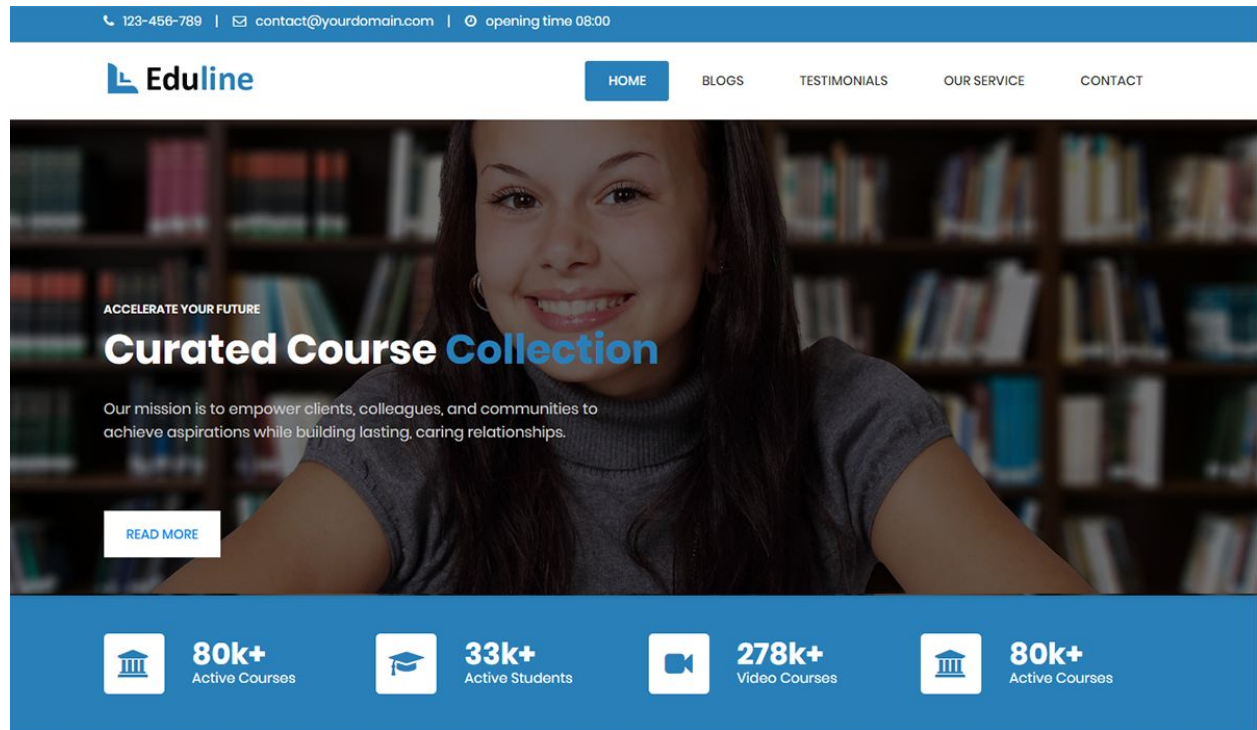 123-456-789 | contact@yourdomain.com | opening time 08:00
Eduline
HOME BLOGS TESTIMONIALS OUR SERVICE CONTACT
ACCELERATE YOUR FUTURE
Curated Course Collection
Our mission is to empower clients, colleagues, and communities to
achieve aspirations while building lasting, caring relationships.
READ MORE
80k+
Active Courses
33k+
Active Students
278k+
Video Courses
80k+
Active Courses